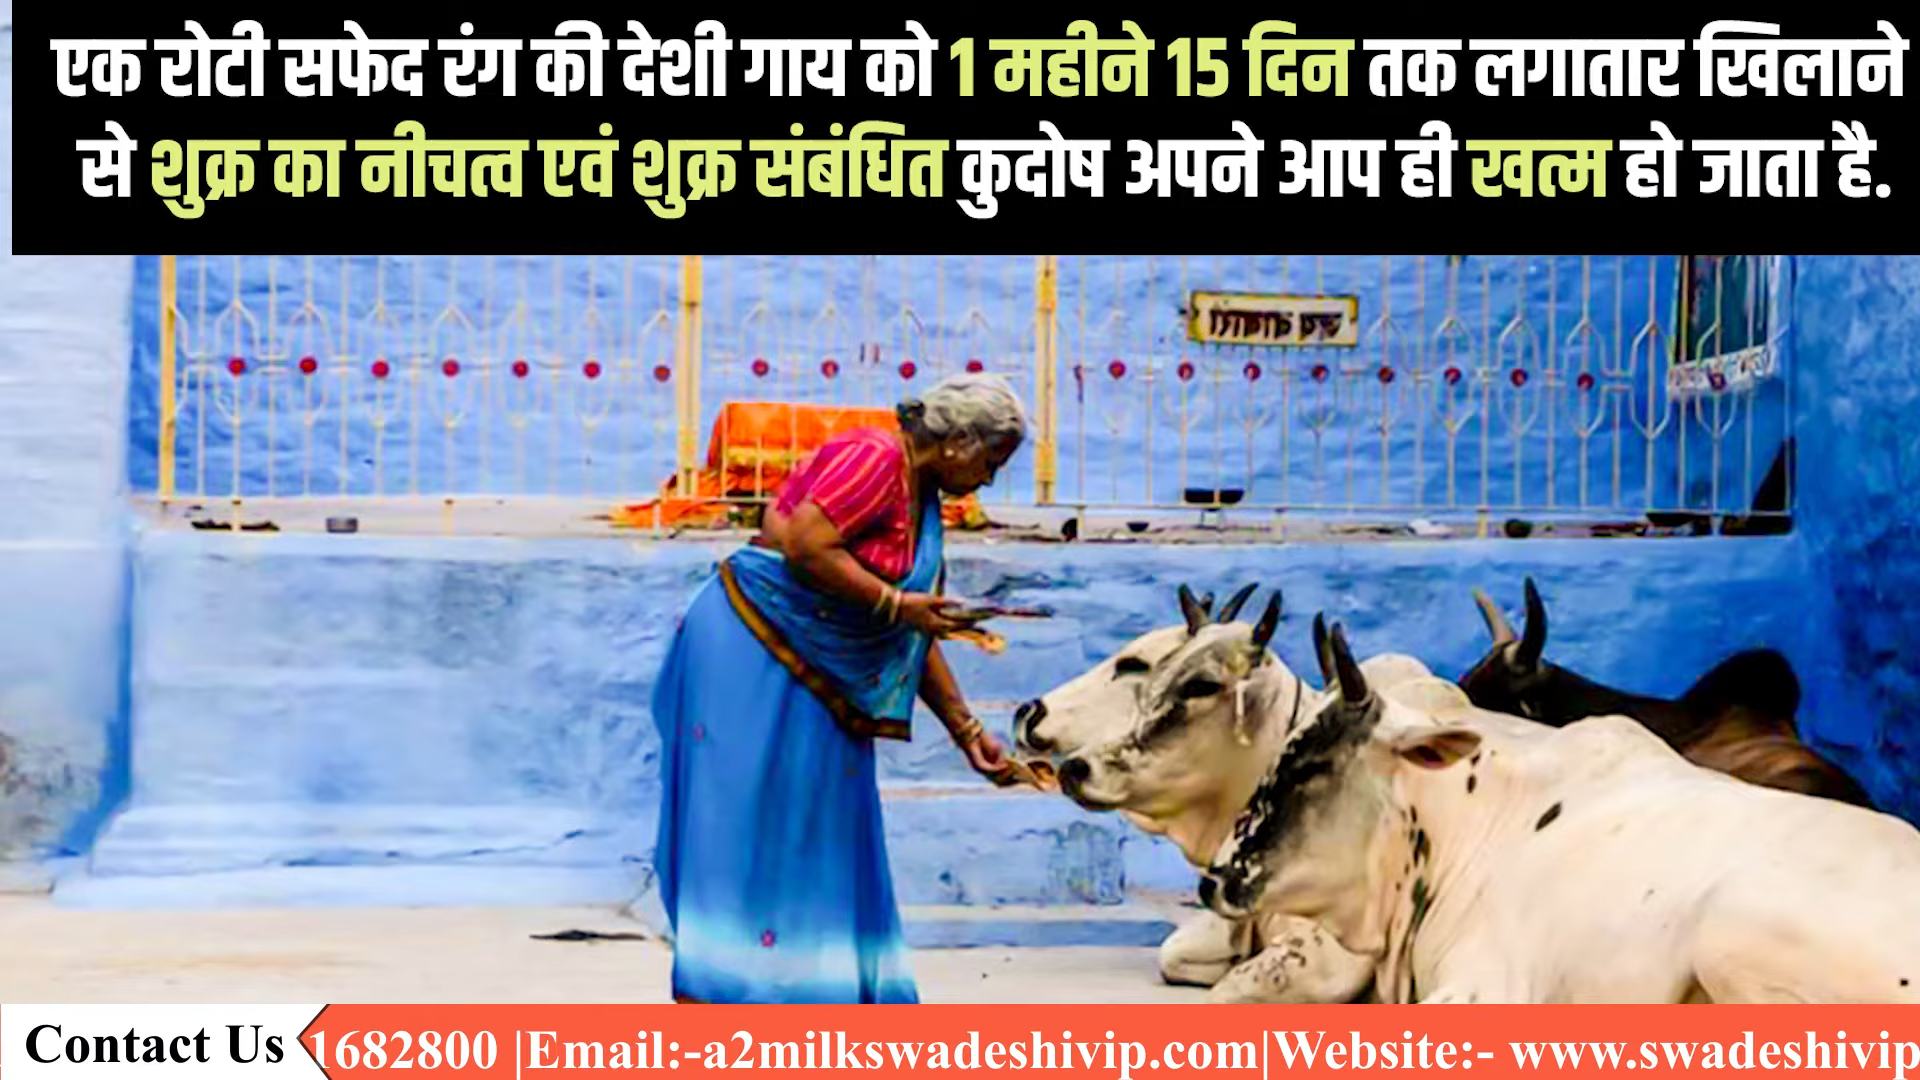 एक रोटी सफेद रंग की देशी गाय को 1 महीने 15 दिन तक लगातार खिलाने
से शुक्र का नीचत्व एवं शुक्र संबंधित कुदोष अपने आप ही खत्म हो जाता है.
Contact Us 1682800 |Email:-a2milkswadeshivip.com|Website:- www.swadeshivip